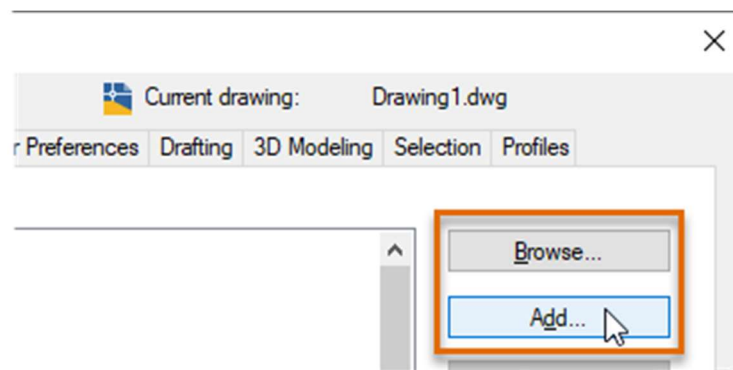 Current drawing: Drawing1.dwg
r Preferences Drafting 3D Modeling Selection Profiles
Browse...
Add...